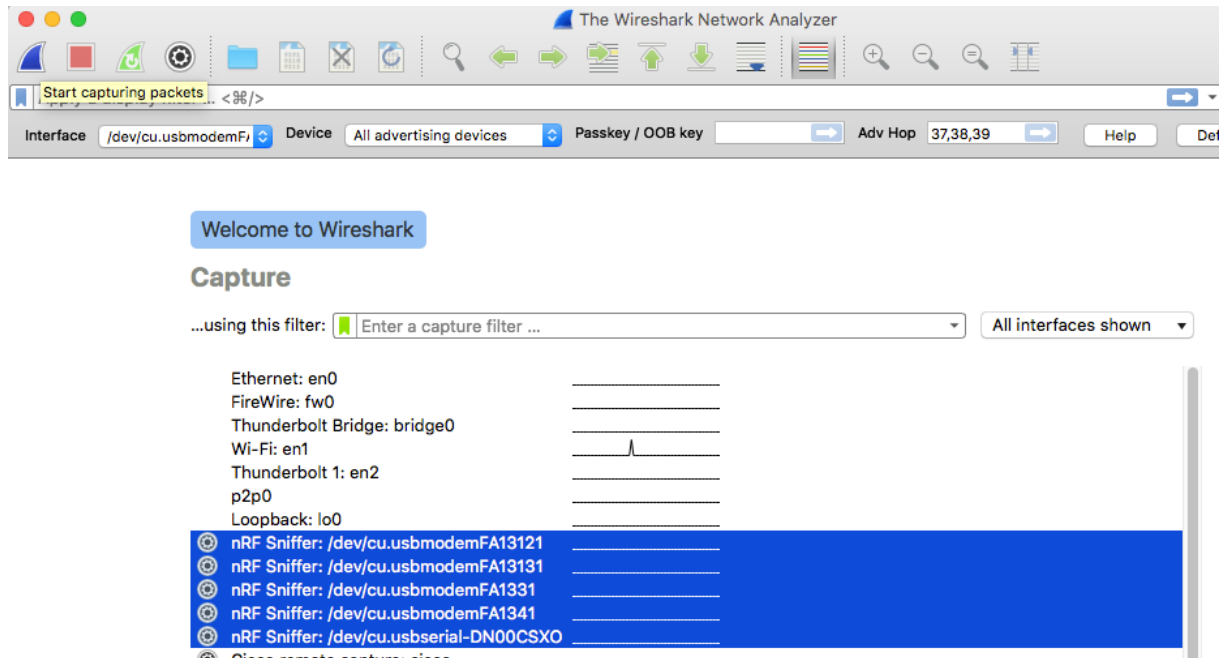 The Wireshark Network Analyzer
Start capturing packets
... <⌘/>
Interface /dev/cu.usbmodemF Device All advertising devices Passkey / OOB key Adv Hop 37,38,39 Help
Welcome to Wireshark
Capture
...using this filter: Enter a capture filter ... All interfaces shown
Ethernet: en0
FireWire: fw0
Thunderbolt Bridge: bridge0
Wi-Fi: en1
Thunderbolt 1: en2
p2p0
Loopback: lo0
nRF Sniffer: /dev/cu.usbmodemFA13121
nRF Sniffer: /dev/cu.usbmodemFA13131
nRF Sniffer: /dev/cu.usbmodemFA1331
nRF Sniffer: /dev/cu.usbmodemFA1341
nRF Sniffer: /dev/cu.usbserial-DN00CSXO